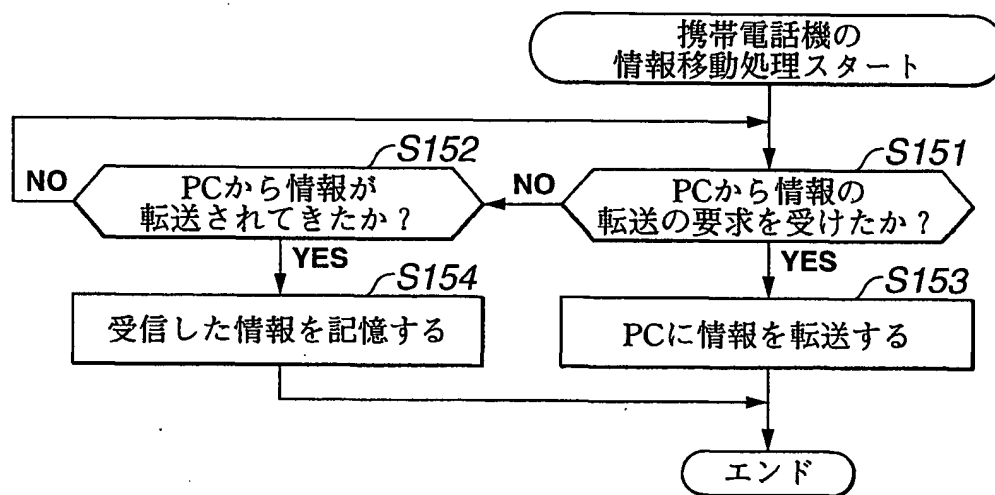 携帯電話機の
情報移動処理スタート
S152
S151
NO
PCから情報が
転送されてきたか？
NO
PCから情報の
転送の要求を受けたか？
YES
YES
S154
S153
受信した情報を記憶する
PCに情報を転送する
エンド